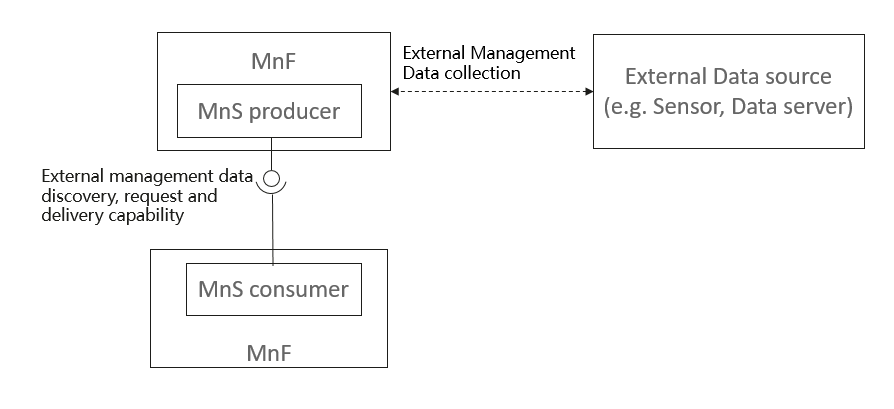 MnF
MnS producer
External Management
Data collection
External Data source
(e.g. Sensor, Data server)
External management data
discovery, request and
delivery capability
MnS consumer
MnF